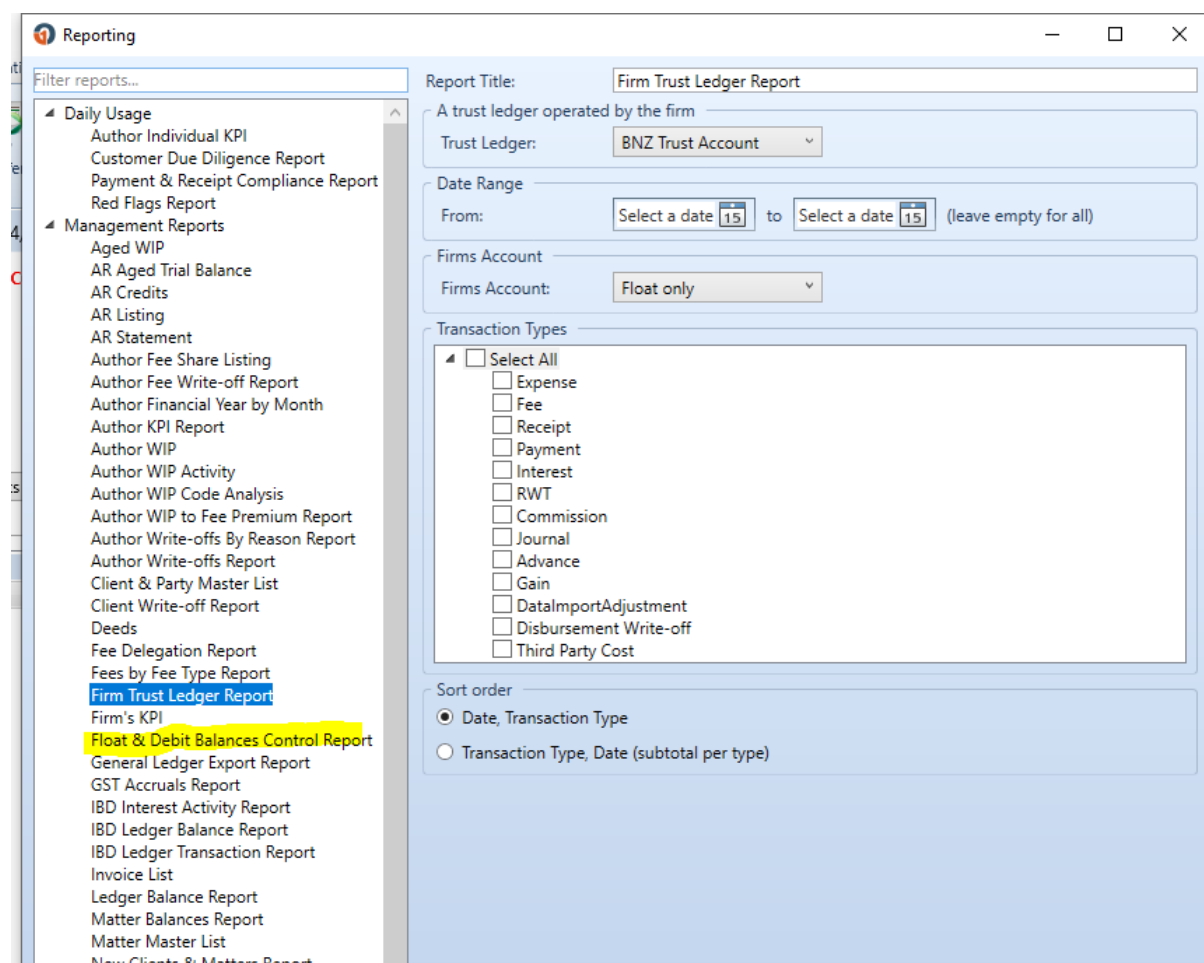 Reporting
Filter reports...
Daily Usage
Author Individual KPI
Customer Due Diligence Report
Payment & Receipt Compliance Report
Red Flags Report
Management Reports
Aged WIP
AR Aged Trial Balance
AR Credits
AR Listing
AR Statement
Author Fee Share Listing
Author Fee Write-off Report
Author Financial Year by Month
Author KPI Report
Author WIP
Author WIP Activity
Author WIP Code Analysis
Author WIP to Fee Premium Report
Author Write-offs By Reason Report
Author Write-offs Report
Client & Party Master List
Client Write-off Report
Deeds
Fee Delegation Report
Fees by Fee Type Report
Firm Trust Ledger Report
Firm's KPI
Float & Debit Balances Control Report
General Ledger Export Report
GST Accruals Report
IBD Interest Activity Report
IBD Ledger Balance Report
IBD Ledger Transaction Report
Invoice List
Ledger Balance Report
Matter Balances Report
Matter Master List
New Clients & Matters Report
Report Title: Firm Trust Ledger Report
A trust ledger operated by the firm
Trust Ledger: BNZ Trust Account
Date Range
From: Select a date 15 to Select a date 15 (leave empty for all)
Firms Account
Firms Account: Float only
Transaction Types
Select All
Expense
Fee
Receipt
Payment
Interest
RWT
Commission
Journal
Advance
Gain
DataImportAdjustment
Disbursement Write-off
Third Party Cost
Sort order
Date, Transaction Type
Transaction Type, Date (subtotal per type)